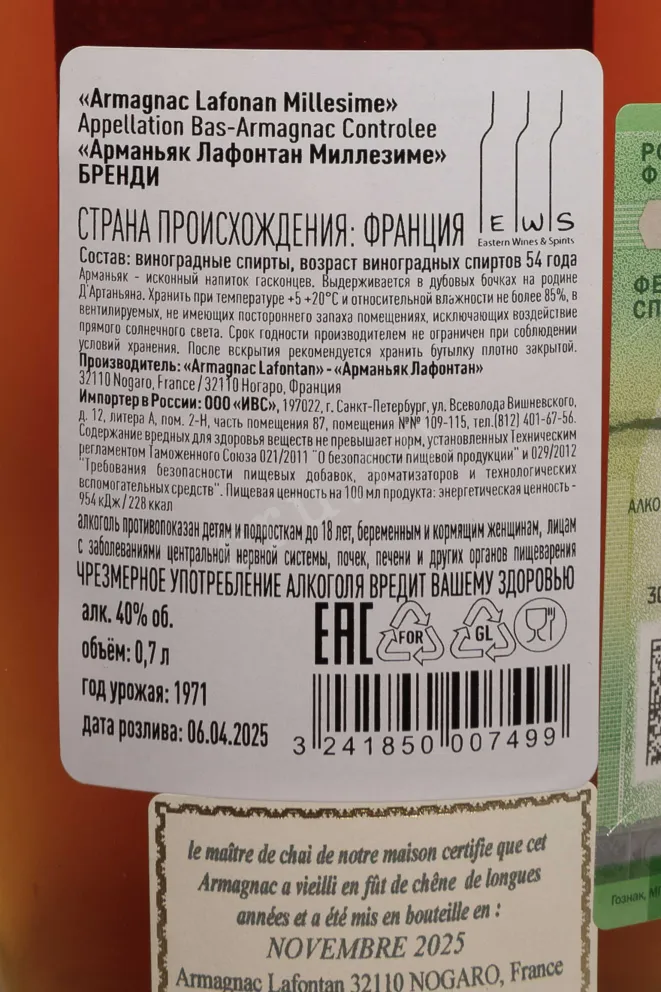 «Armagnac Lafonan Millesime»
Appellation Bas-Armagnac Controlee
«Арманьяк Лафонтан Миллезиме»
БРЕНДИ
EWS
Eastern Wines & Spirits
СТРАНА ПРОИСХОЖДЕНИЯ: ФРАНЦИЯ
Состав: виноградные спирты, возраст виноградных спиртов 54 года
Арманьяк - исконный напиток гасконцев. Выдерживается в дубовых бочках на родине
Д'Артаньяна. Хранить при температуре +5 +20°С и относительной влажности не более 85%, в
вентилируемых, не имеющих постороннего запаха помещениях, исключающих воздействие
прямого солнечного света. Срок годности производителем не ограничен при соблюдении
условий хранения. После вскрытия рекомендуется хранить бутылку плотно закрытой.
Производитель: «Armagnac Lafontan» - «Арманьяк Лафонтан»
32110 Nogaro, France / 32110 Ногаро, Франция
Импортер в России: ООО «ИВС», 197022, г. Санкт-Петербург, ул. Всеволода Вишневского,
д. 12, литера А, пом. 2-Н, часть помещения 87, помещения №№ 109-115, тел.(812) 401-67-56.
Содержание вредных для здоровья веществ не превышает норм, установленных Техническим
регламентом Таможенного Союза 021/2011 "О безопасности пищевой продукции" и 029/2012
"Требования безопасности пищевых добавок, ароматизаторов и технологических
вспомогательных средств". Пищевая ценность на 100 мл продукта: энергетическая ценность -
954 кДж / 228 ккал
алкоголь противопоказан детям и подросткам до 18 лет, беременным и кормящим женщинам, лицам
с заболеваниями центральной нервной системы, почек, печени и других органов пищеварения
ЧРЕЗМЕРНОЕ УПОТРЕБЛЕНИЕ АЛКОГОЛЯ ВРЕДИТ ВАШЕМУ ЗДОРОВЬЮ
алк. 40% об.
объём: 0,7 л
год урожая: 1971
дата розлива: 06.04.2025
EAC
FOR
GL
3 241850 007499
le maître de chai de notre maison certifie que cet
Armagnac a vieilli en fût de chêne de longues
années et a été mis en bouteille en :
NOVEMBRE 2025
Armagnac Lafontan 32110 NOGARO, France
РО
Ф
ФЕ
СП
АЛКО
30
Гознак, М